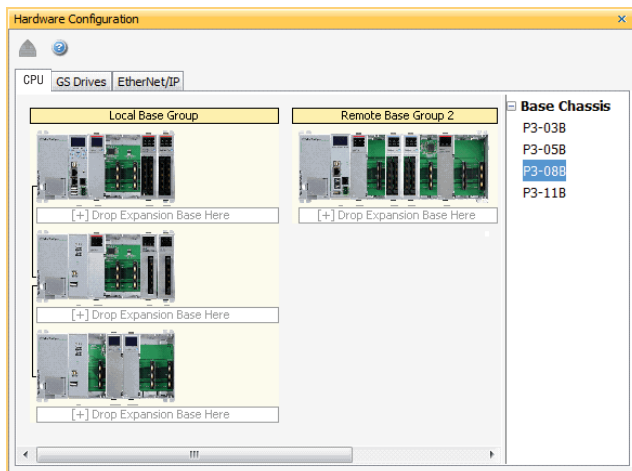 Hardware Configuration
CPU
GS Drives
EtherNet/IP
Local Base Group
[+] Drop Expansion Base Here
[+] Drop Expansion Base Here
[+] Drop Expansion Base Here
Remote Base Group 2
[+] Drop Expansion Base Here
Base Chassis
P3-03B
P3-05B
P3-08B
P3-11B